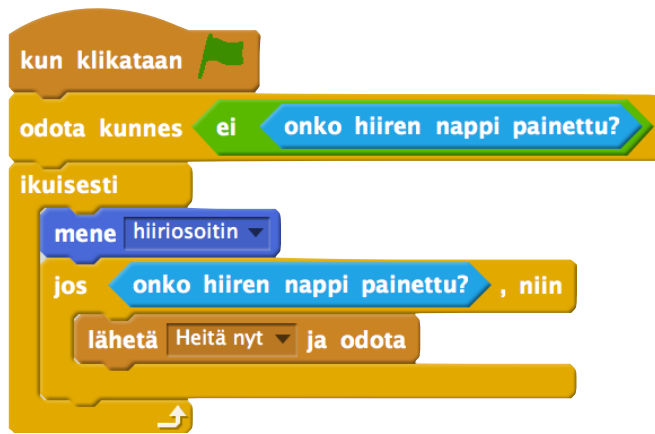 kun klikataan
odota kunnes ei onko hiiren nappi painettu?
ikuisesti
mene hiiriosoitin
jos onko hiiren nappi painettu? , niin
lähetä Heitä nyt ja odota